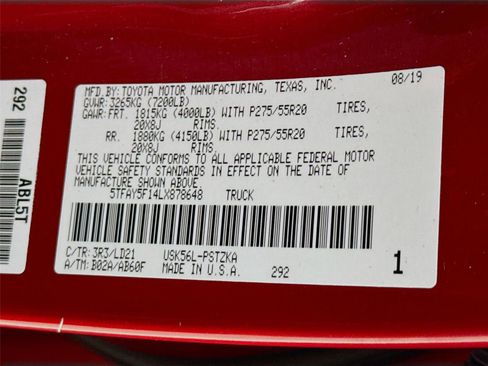 MFD.BY:TOYOTA MOTOR MANUFACTURING, TEXAS, INC. 08/19
GVWR:3265KG (7200LB)
GAWR:FRT. 1815KG (4000LB) WITH P275/55R20 TIRES,
20X8J RIMS.
RR. 1880KG (4150LB) WITH P275/55R20 TIRES,
20X8J RIMS.
THIS VEHICLE CONFORMS TO ALL APPLICABLE FEDERAL MOTOR
VEHICLE SAFETY STANDARDS IN EFFECT ON THE DATE OF
MANUFACTURE SHOWN ABOVE
5TFAY5F14LX878648 TRUCK
C/TR:3R3/LD21 USK56L-PSTZKA
A/TM:B02A/AB60F MADE IN U.S.A. 292 1
292 ABL5T